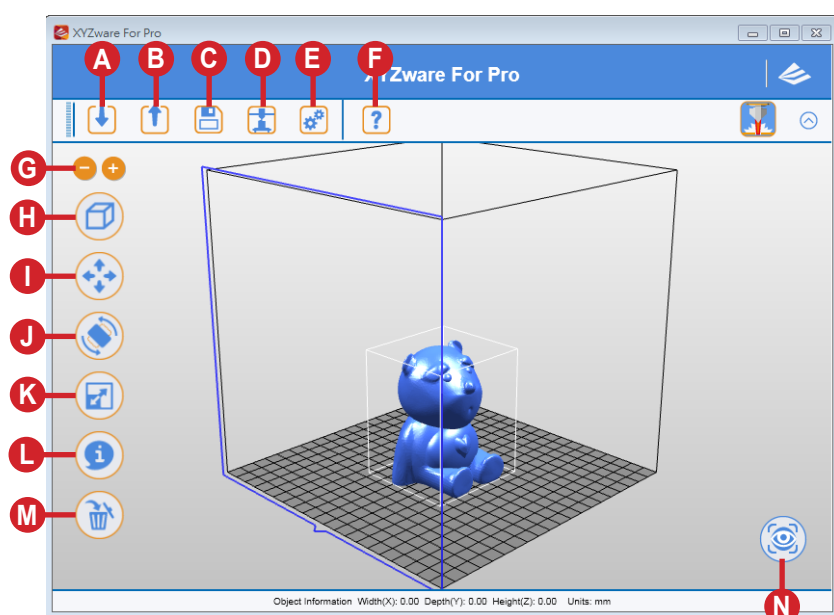 XYZware For Pro
XYZware For Pro
A
B
C
D
E
F
?
G
− +
H
I
J
K
L
i
M
N
Object Information Width(X): 0.00 Depth(Y): 0.00 Height(Z): 0.00 Units: mm